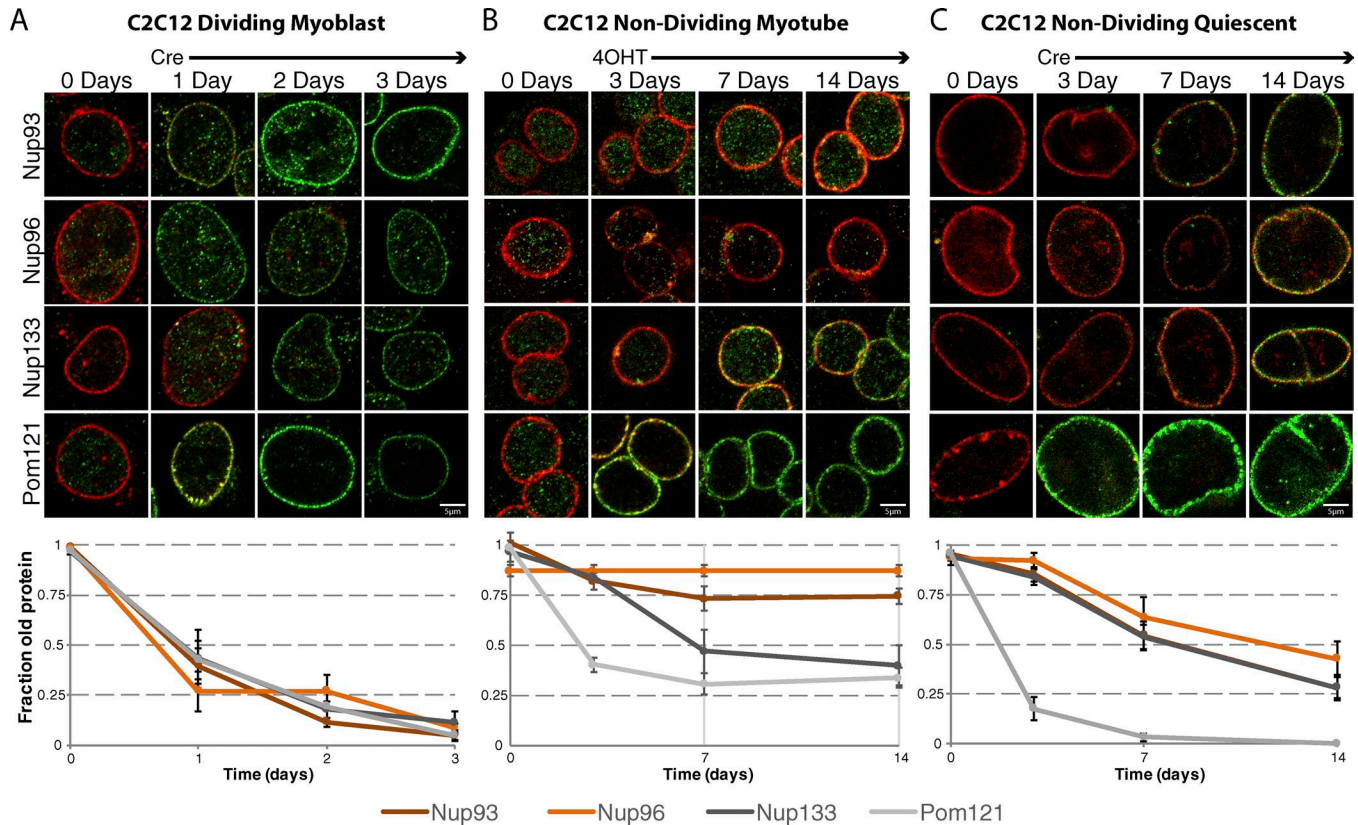 A
C2C12 Dividing Myoblast
Cre
0 Days 1 Day 2 Days 3 Days
Nup93
Nup96
Nup133
Pom121
5μm
B
C2C12 Non-Dividing Myotube
4OHT
0 Days 3 Days 7 Days 14 Days
5μm
C
C2C12 Non-Dividing Quiescent
Cre
0 Days 3 Day 7 Days 14 Days
5μm
Fraction old protein
1
0.75
0.5
0.25
0
0 1 2 3
Time (days)
1
0.75
0.5
0.25
0
0 7 14
Time (days)
1
0.75
0.5
0.25
0
0 7 14
Time (days)
Nup93 Nup96 Nup133 Pom121